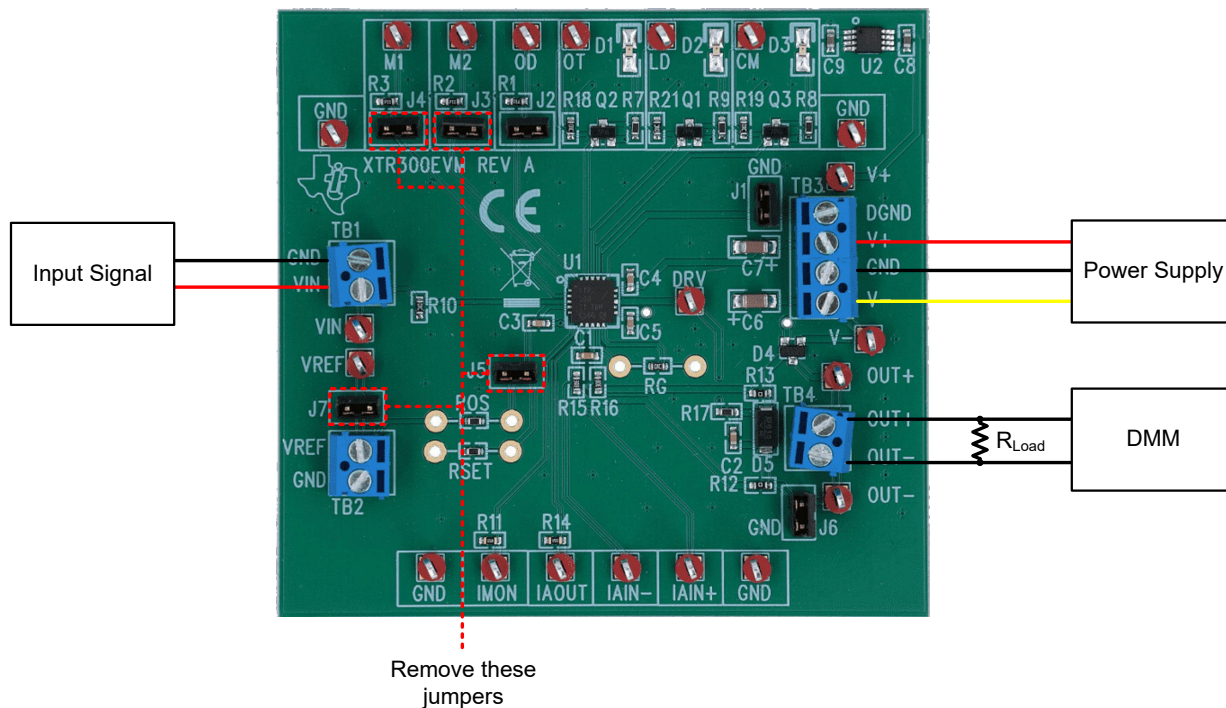 M1
M2
OD
OT
D1
LD
D2
CM
D3
C9
U2
C8
R3
J4
R2
J3
R1
J2
R18
Q2
R7
R21
Q1
R9
R19
Q3
R8
GND
GND
XTR300EVM REV A
GND
J1
TB3
V+
DGND
V+
GND
V-
Input Signal
TB1
GND
VIN
Power Supply
U1
C4
C7+
DRV
R10
C3
C5
+C6
VIN
C1
D4
V-
VREF
J5
RG
OUT+
R15
R16
R13
TB4
J7
POS
R17
OUT+
RLoad
DMM
VREF
GND
RSET
C2
D5
OUT-
TB2
R12
OUT-
R11
R14
GND
J6
GND
IMON
IAOUT
IAIN-
IAIN+
GND
Remove these
jumpers